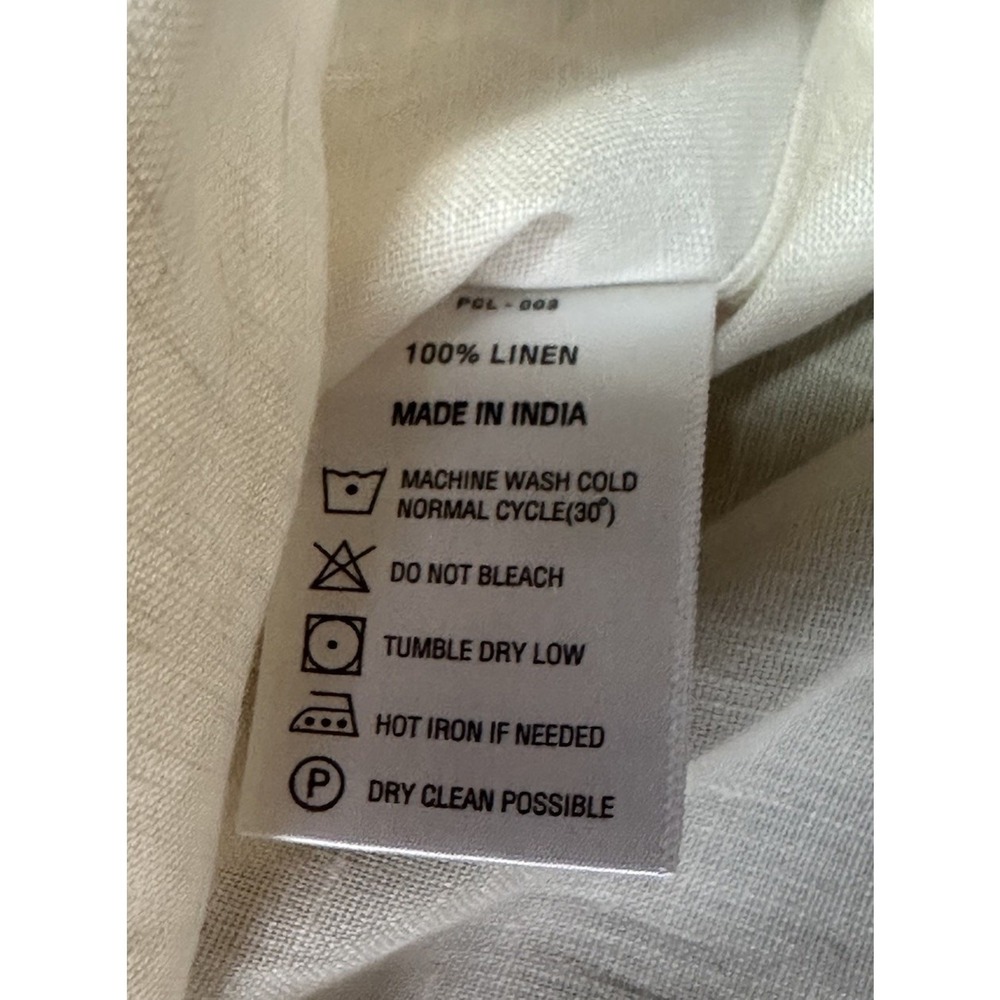 PCL - 003
100% LINEN
MADE IN INDIA
MACHINE WASH COLD
NORMAL CYCLE(30°)
DO NOT BLEACH
TUMBLE DRY LOW
HOT IRON IF NEEDED
P DRY CLEAN POSSIBLE